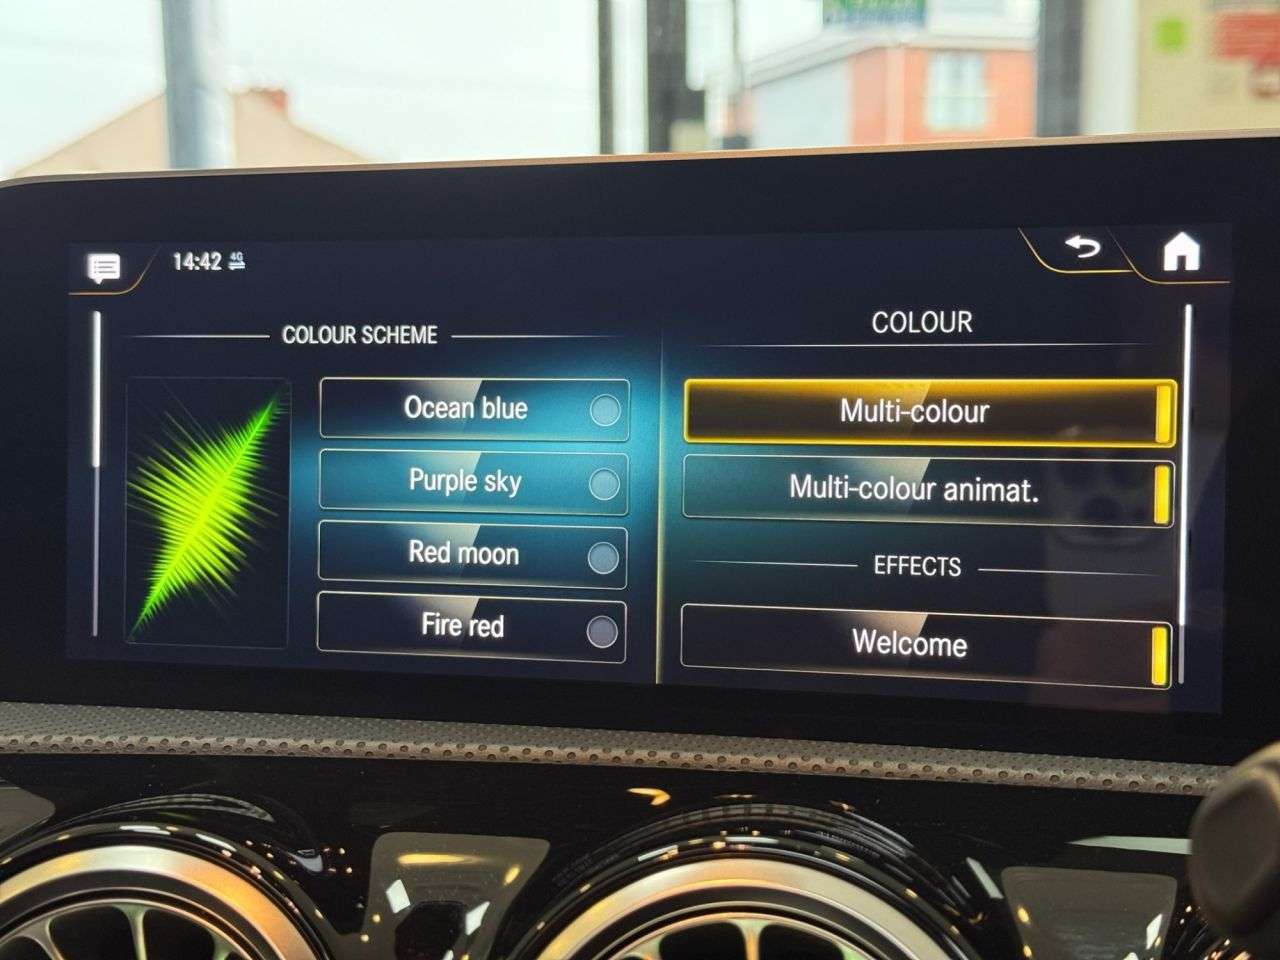 14:42 4G
COLOUR SCHEME
Ocean blue
Purple sky
Red moon
Fire red
COLOUR
Multi-colour
Multi-colour animat.
EFFECTS
Welcome